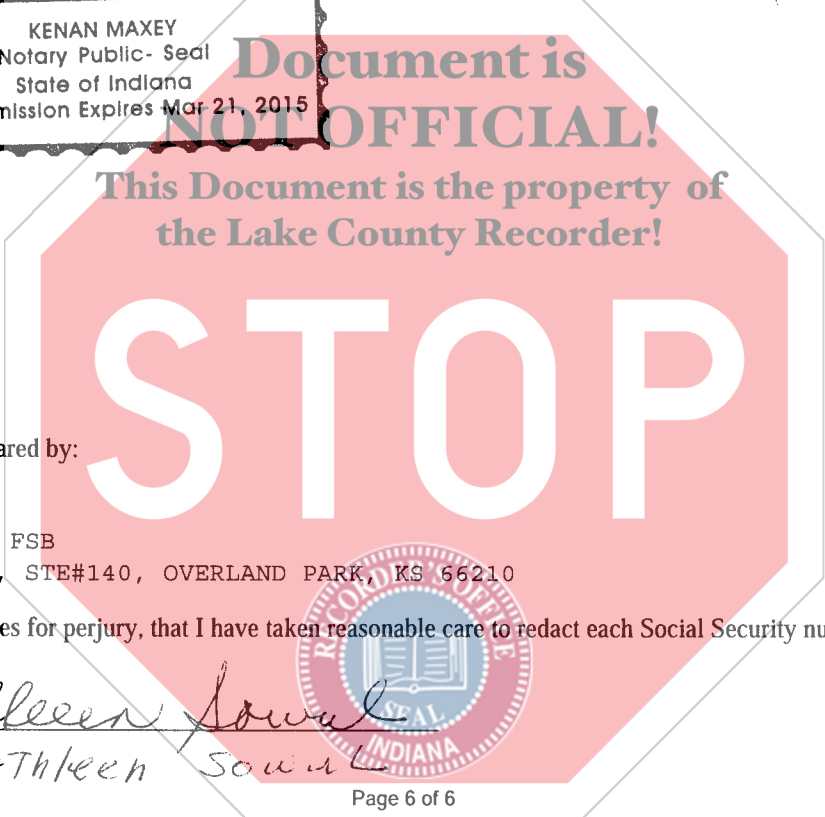 KENAN MAXEY
Notary Public- Seal
State of Indiana
mission Expires Mar 21, 2015
Document is
NOT OFFICIAL!
This Document is the property of
the Lake County Recorder!
STOP
ared by:
FSB
, STE#140, OVERLAND PARK, KS 66210
es for perjury, that I have taken reasonable care to redact each Social Security nu
RECORDER'S OFFICE
SEAL
INDIANA
Page 6 of 6